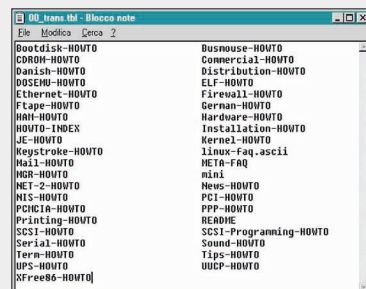 00_trans.tbl - Blocco note
File Modifica Cerca ?
Bootdisk-HOWTO Busmouse-HOWTO
CDROM-HOWTO Commercial-HOWTO
Danish-HOWTO Distribution-HOWTO
DOSEMU-HOWTO ELF-HOWTO
Ethernet-HOWTO Firewall-HOWTO
Ftape-HOWTO German-HOWTO
HAM-HOWTO Hardware-HOWTO
HOWTO-INDEX Installation-HOWTO
JE-HOWTO Kernel-HOWTO
Keystroke-HOWTO linux-faq.ascii
Mail-HOWTO META-FAQ
MGR-HOWTO mini
NET-2-HOWTO News-HOWTO
NIS-HOWTO PCI-HOWTO
PCMCIA-HOWTO PPP-HOWTO
Printing-HOWTO README
SCSI-HOWTO SCSI-Programming-HOWTO
Serial-HOWTO Sound-HOWTO
Term-HOWTO Tips-HOWTO
UPS-HOWTO UUCP-HOWTO
XFree86-HOWTO